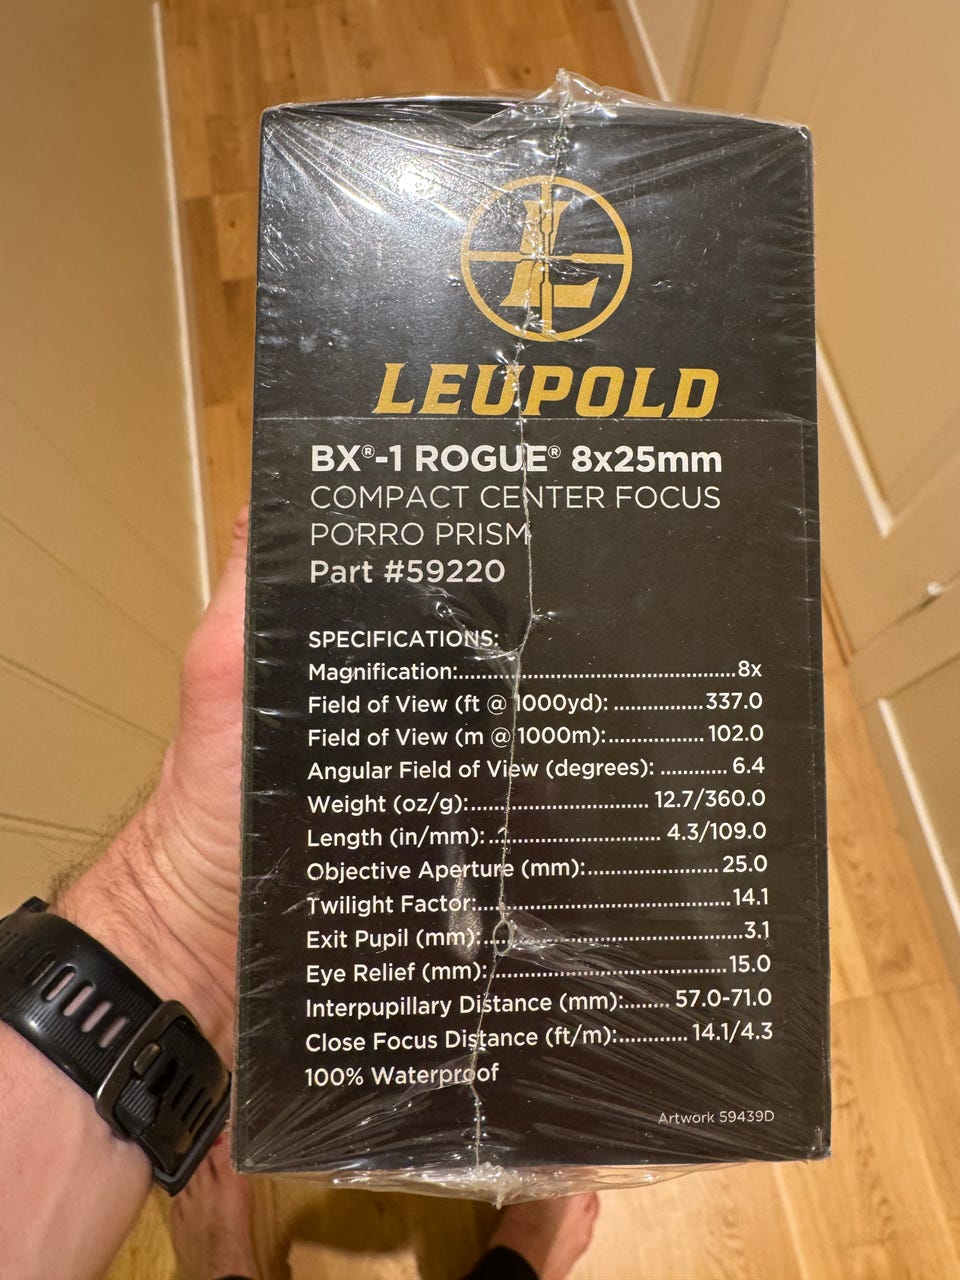 LEUPOLD
BX®-1 ROGUE® 8x25mm
COMPACT CENTER FOCUS
PORRO PRISM
Part #59220
SPECIFICATIONS:
Magnification:..............................................8x
Field of View (ft @ 1000yd): ................337.0
Field of View (m @ 1000m):.................102.0
Angular Field of View (degrees): ............ 6.4
Weight (oz/g):................................ 12.7/360.0
Length (in/mm): ............................... 4.3/109.0
Objective Aperture (mm):........................25.0
Twilight Factor:.............................................14.1
Exit Pupil (mm):.............................................3.1
Eye Relief (mm):..........................................15.0
Interpupillary Distance (mm):........ 57.0-71.0
Close Focus Distance (ft/m):............ 14.1/4.3
100% Waterproof
Artwork 59439D